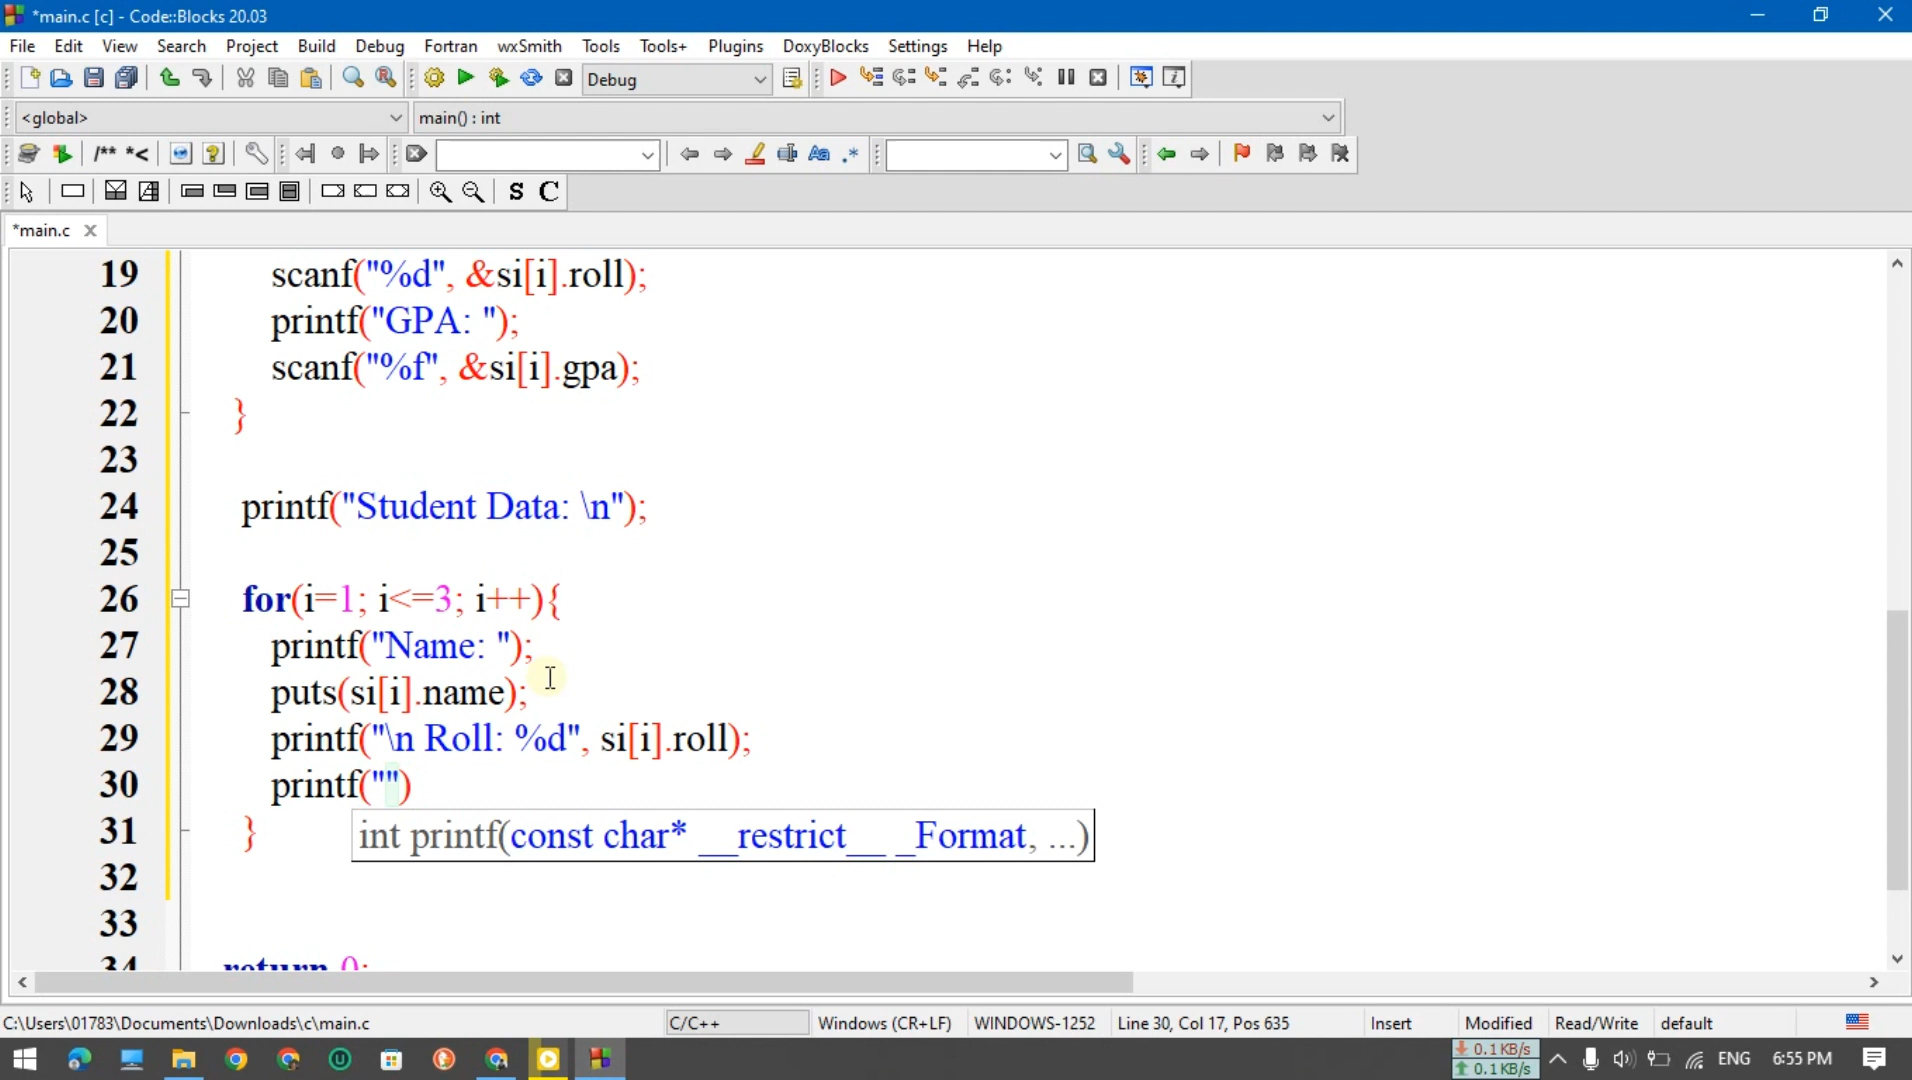 *main.c [c] - Code::Blocks 20.03
File Edit View Search Project Build Debug Fortran wxSmith Tools Tools+ Plugins DoxyBlocks Settings Help
Debug
<global> main() : int
/** *<
Aa .*
S C
*main.c
19 scanf("%d", &si[i].roll);
20 printf("GPA: ");
21 scanf("%f", &si[i].gpa);
22 }
23
24 printf("Student Data: \n");
25
26 for(i=1; i<=3; i++){
27 printf("Name: ");
28 puts(si[i].name);
29 printf("\n Roll: %d", si[i].roll);
30 printf("")
31 }
int printf(const char* __restrict__ _Format, ...)
32
33
34 return 0;
C:\Users\01783\Documents\Downloads\c\main.c C/C++ Windows (CR+LF) WINDOWS-1252 Line 30, Col 17, Pos 635 Insert Modified Read/Write default
0.1 KB/s
0.1 KB/s
ENG 6:55 PM